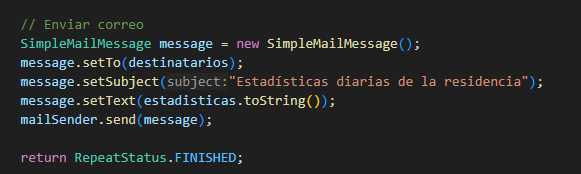 // Enviar correo
SimpleMailMessage message = new SimpleMailMessage();
message.setTo(destinatarios);
message.setSubject(subject:"Estadísticas diarias de la residencia");
message.setText(estadisticas.toString());
mailSender.send(message);
return RepeatStatus.FINISHED;